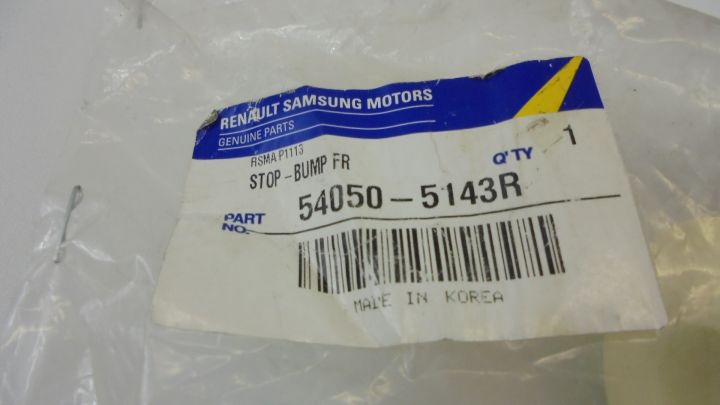 RENAULT SAMSUNG MOTORS
GENUINE PARTS
RSMA P1113
STOP-BUMP FR
Q'TY 1
PART NO. 54050-5143R
MADE IN KOREA